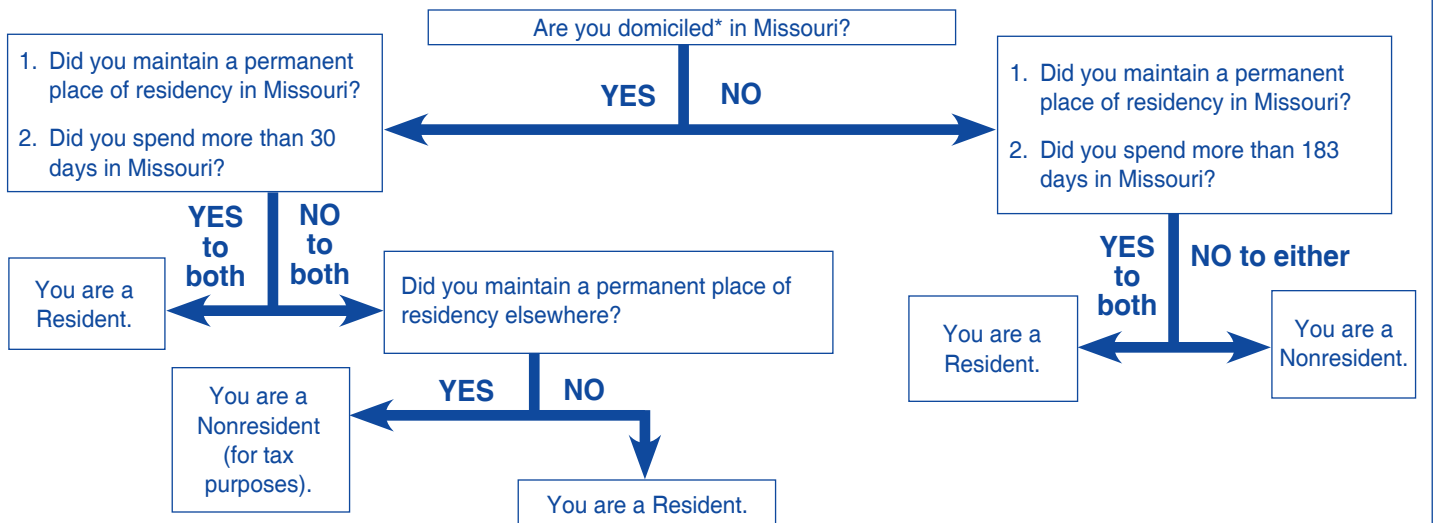 Are you domiciled* in Missouri?
YES
NO
1. Did you maintain a permanent
place of residency in Missouri?
2. Did you spend more than 30
days in Missouri?
1. Did you maintain a permanent
place of residency in Missouri?
2. Did you spend more than 183
days in Missouri?
YES
to
both
NO
to
both
You are a
Resident.
Did you maintain a permanent place of
residency elsewhere?
YES
to
both
NO to either
You are a
Resident.
You are a
Nonresident.
YES
NO
You are a
Nonresident
(for tax
purposes).
You are a Resident.